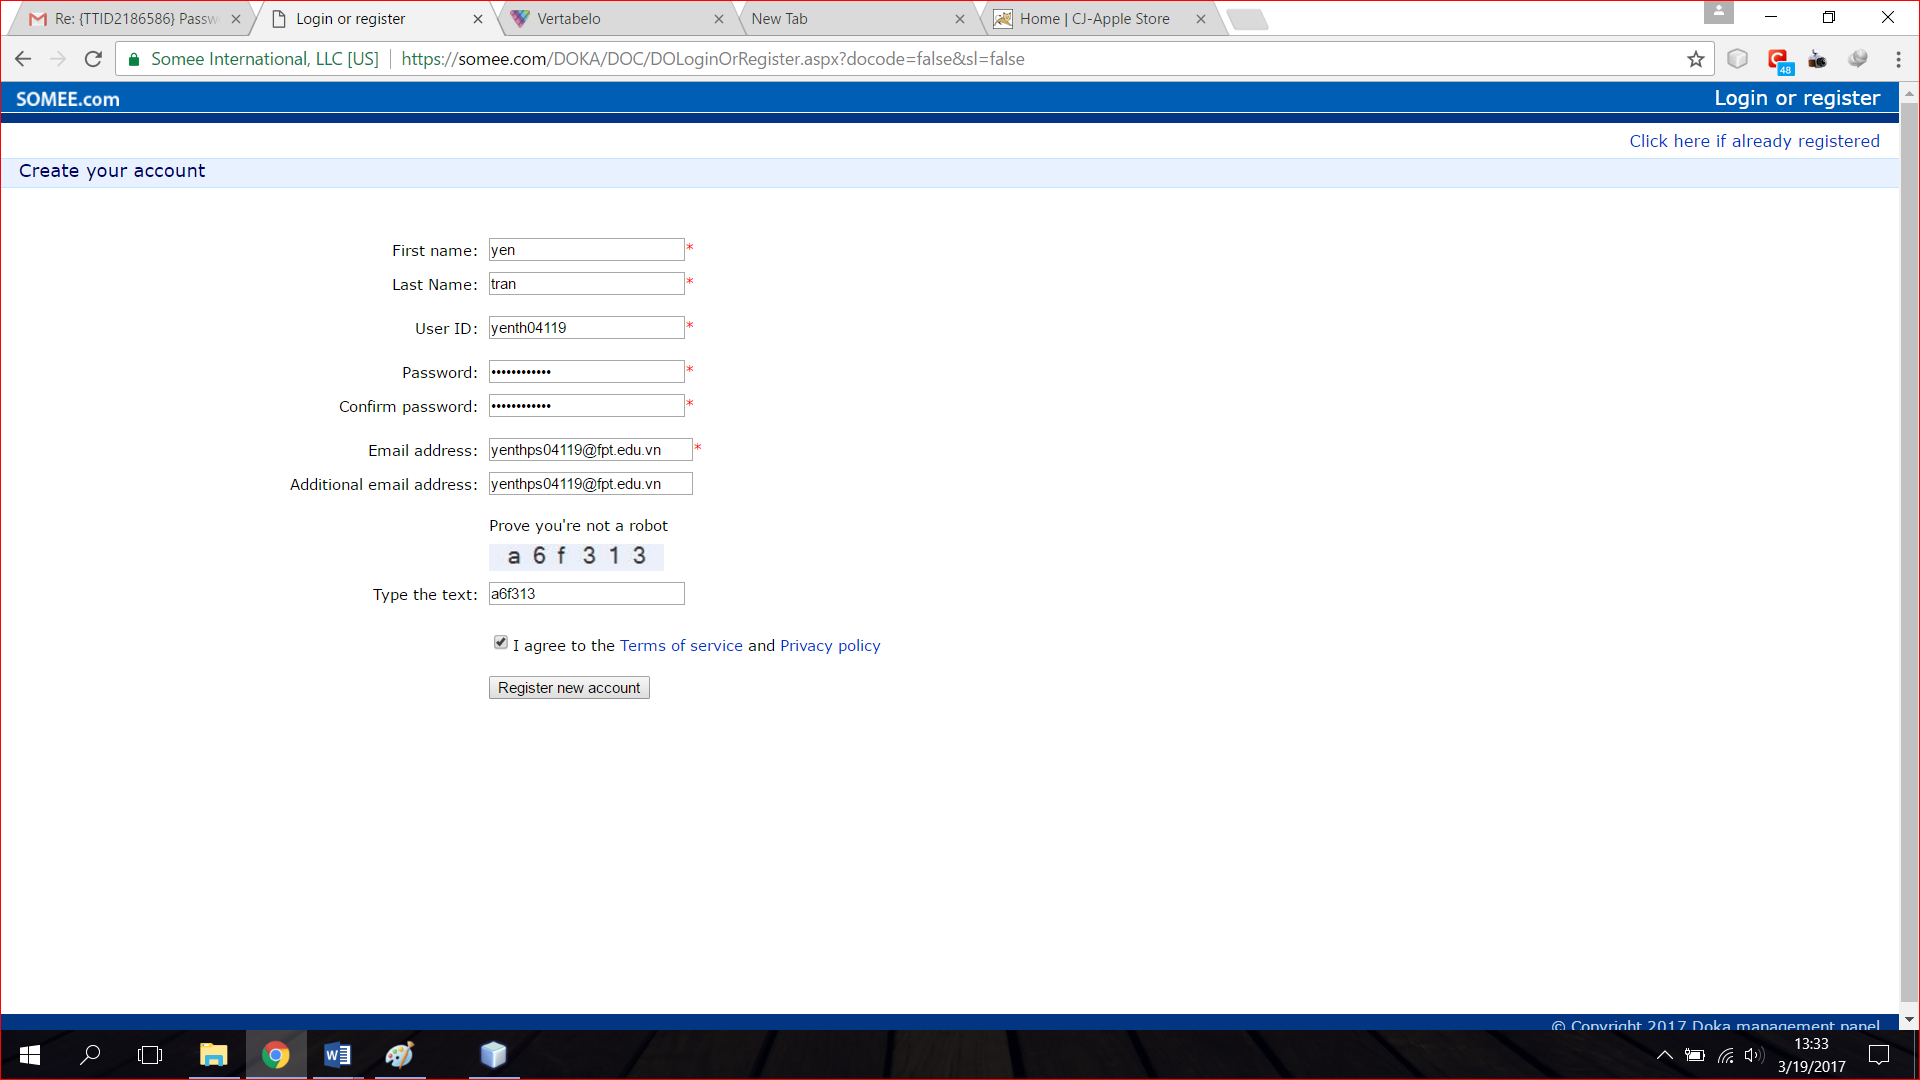 Re: {TTID2186586} Passw
Login or register
Vertabelo
New Tab
Home | CJ-Apple Store
Somee International, LLC [US]
https://somee.com/DOKA/DOC/DOLoginOrRegister.aspx?docode=false&sl=false
48
SOMEE.com
Login or register
Click here if already registered
Create your account
First name: yen *
Last Name: tran *
User ID: yenth04119 *
Password: •••••••••••• *
Confirm password: •••••••••••• *
Email address: yenthps04119@fpt.edu.vn *
Additional email address: yenthps04119@fpt.edu.vn
Prove you're not a robot
a 6 f 3 1 3
Type the text: a6f313
I agree to the Terms of service and Privacy policy
Register new account
© Copyright 2017 Doka management panel
13:33
3/19/2017